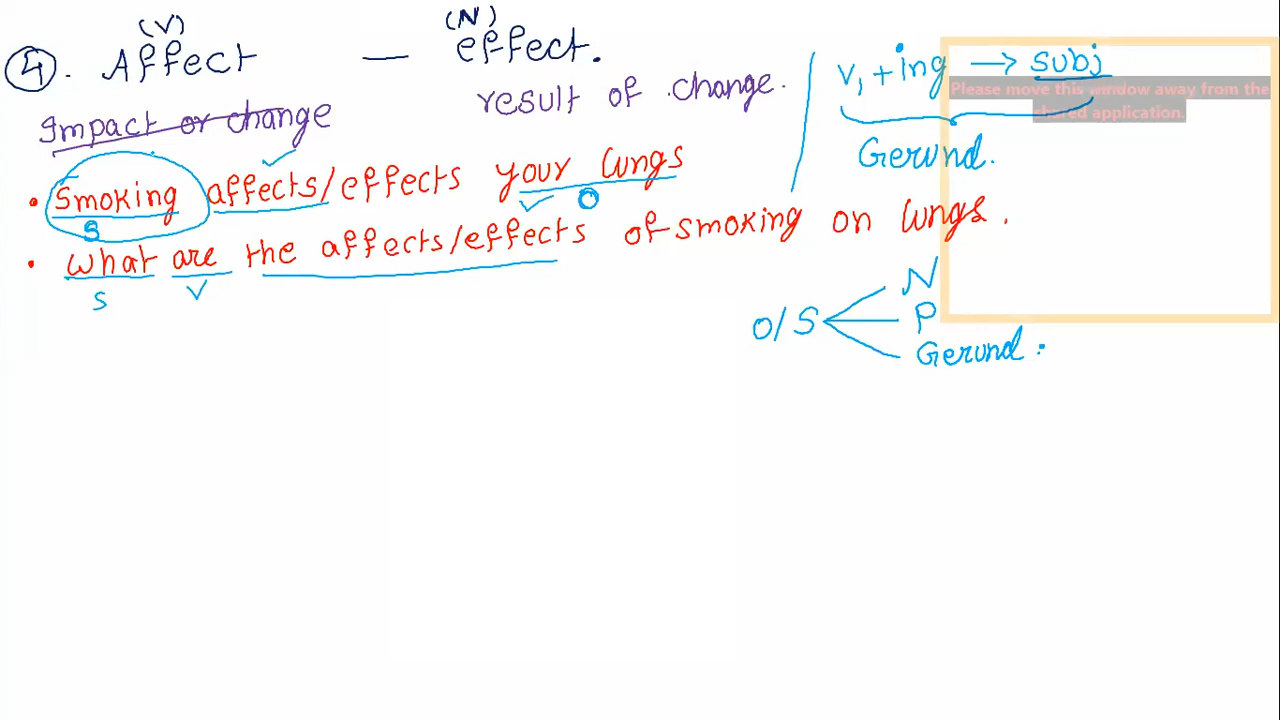 (V) (N)
4. Affect — effect.
Impact or change
result of change.
• Smoking affects/effects your lungs
S O
• What are the affects/effects of smoking on lungs.
S V
V1 + ing → subj
Gerund.
Please move this window away from the
shared application.
O/S
N
P
Gerund.